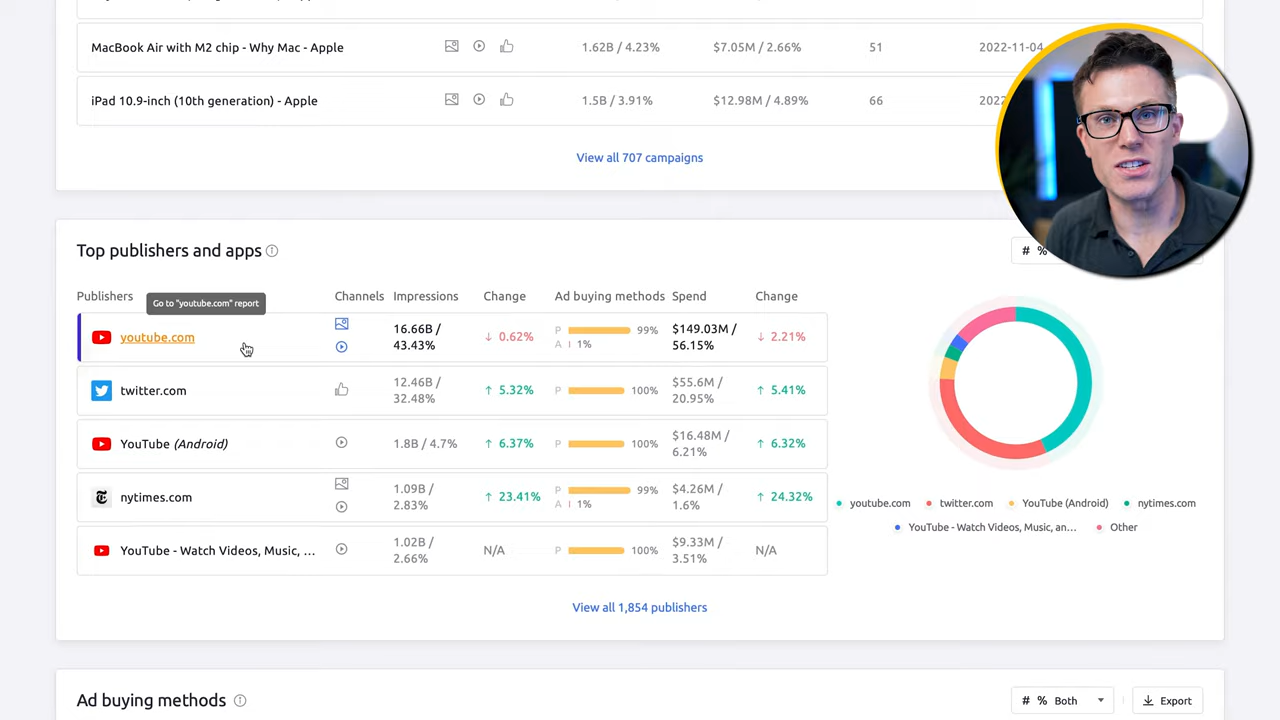 MacBook Air with M2 chip - Why Mac - Apple 1.62B / 4.23% $7.05M / 2.66% 51 2022-11-04
iPad 10.9-inch (10th generation) - Apple 1.5B / 3.91% $12.98M / 4.89% 66
View all 707 campaigns
Top publishers and apps
# %
Publishers Channels Impressions Change Ad buying methods Spend Change
Go to "youtube.com" report
youtube.com 16.66B / 43.43% ↓ 0.62% P 99% A 1% $149.03M / 56.15% ↓ 2.21%
twitter.com 12.46B / 32.48% ↑ 5.32% P 100% $55.6M / 20.95% ↑ 5.41%
YouTube (Android) 1.8B / 4.7% ↑ 6.37% P 100% $16.48M / 6.21% ↑ 6.32%
nytimes.com 1.09B / 2.83% ↑ 23.41% P 99% A 1% $4.26M / 1.6% ↑ 24.32%
YouTube - Watch Videos, Music, ... 1.02B / 2.66% N/A P 100% $9.33M / 3.51% N/A
youtube.com twitter.com YouTube (Android) nytimes.com
YouTube - Watch Videos, Music, an... Other
View all 1,854 publishers
Ad buying methods
# % Both Export